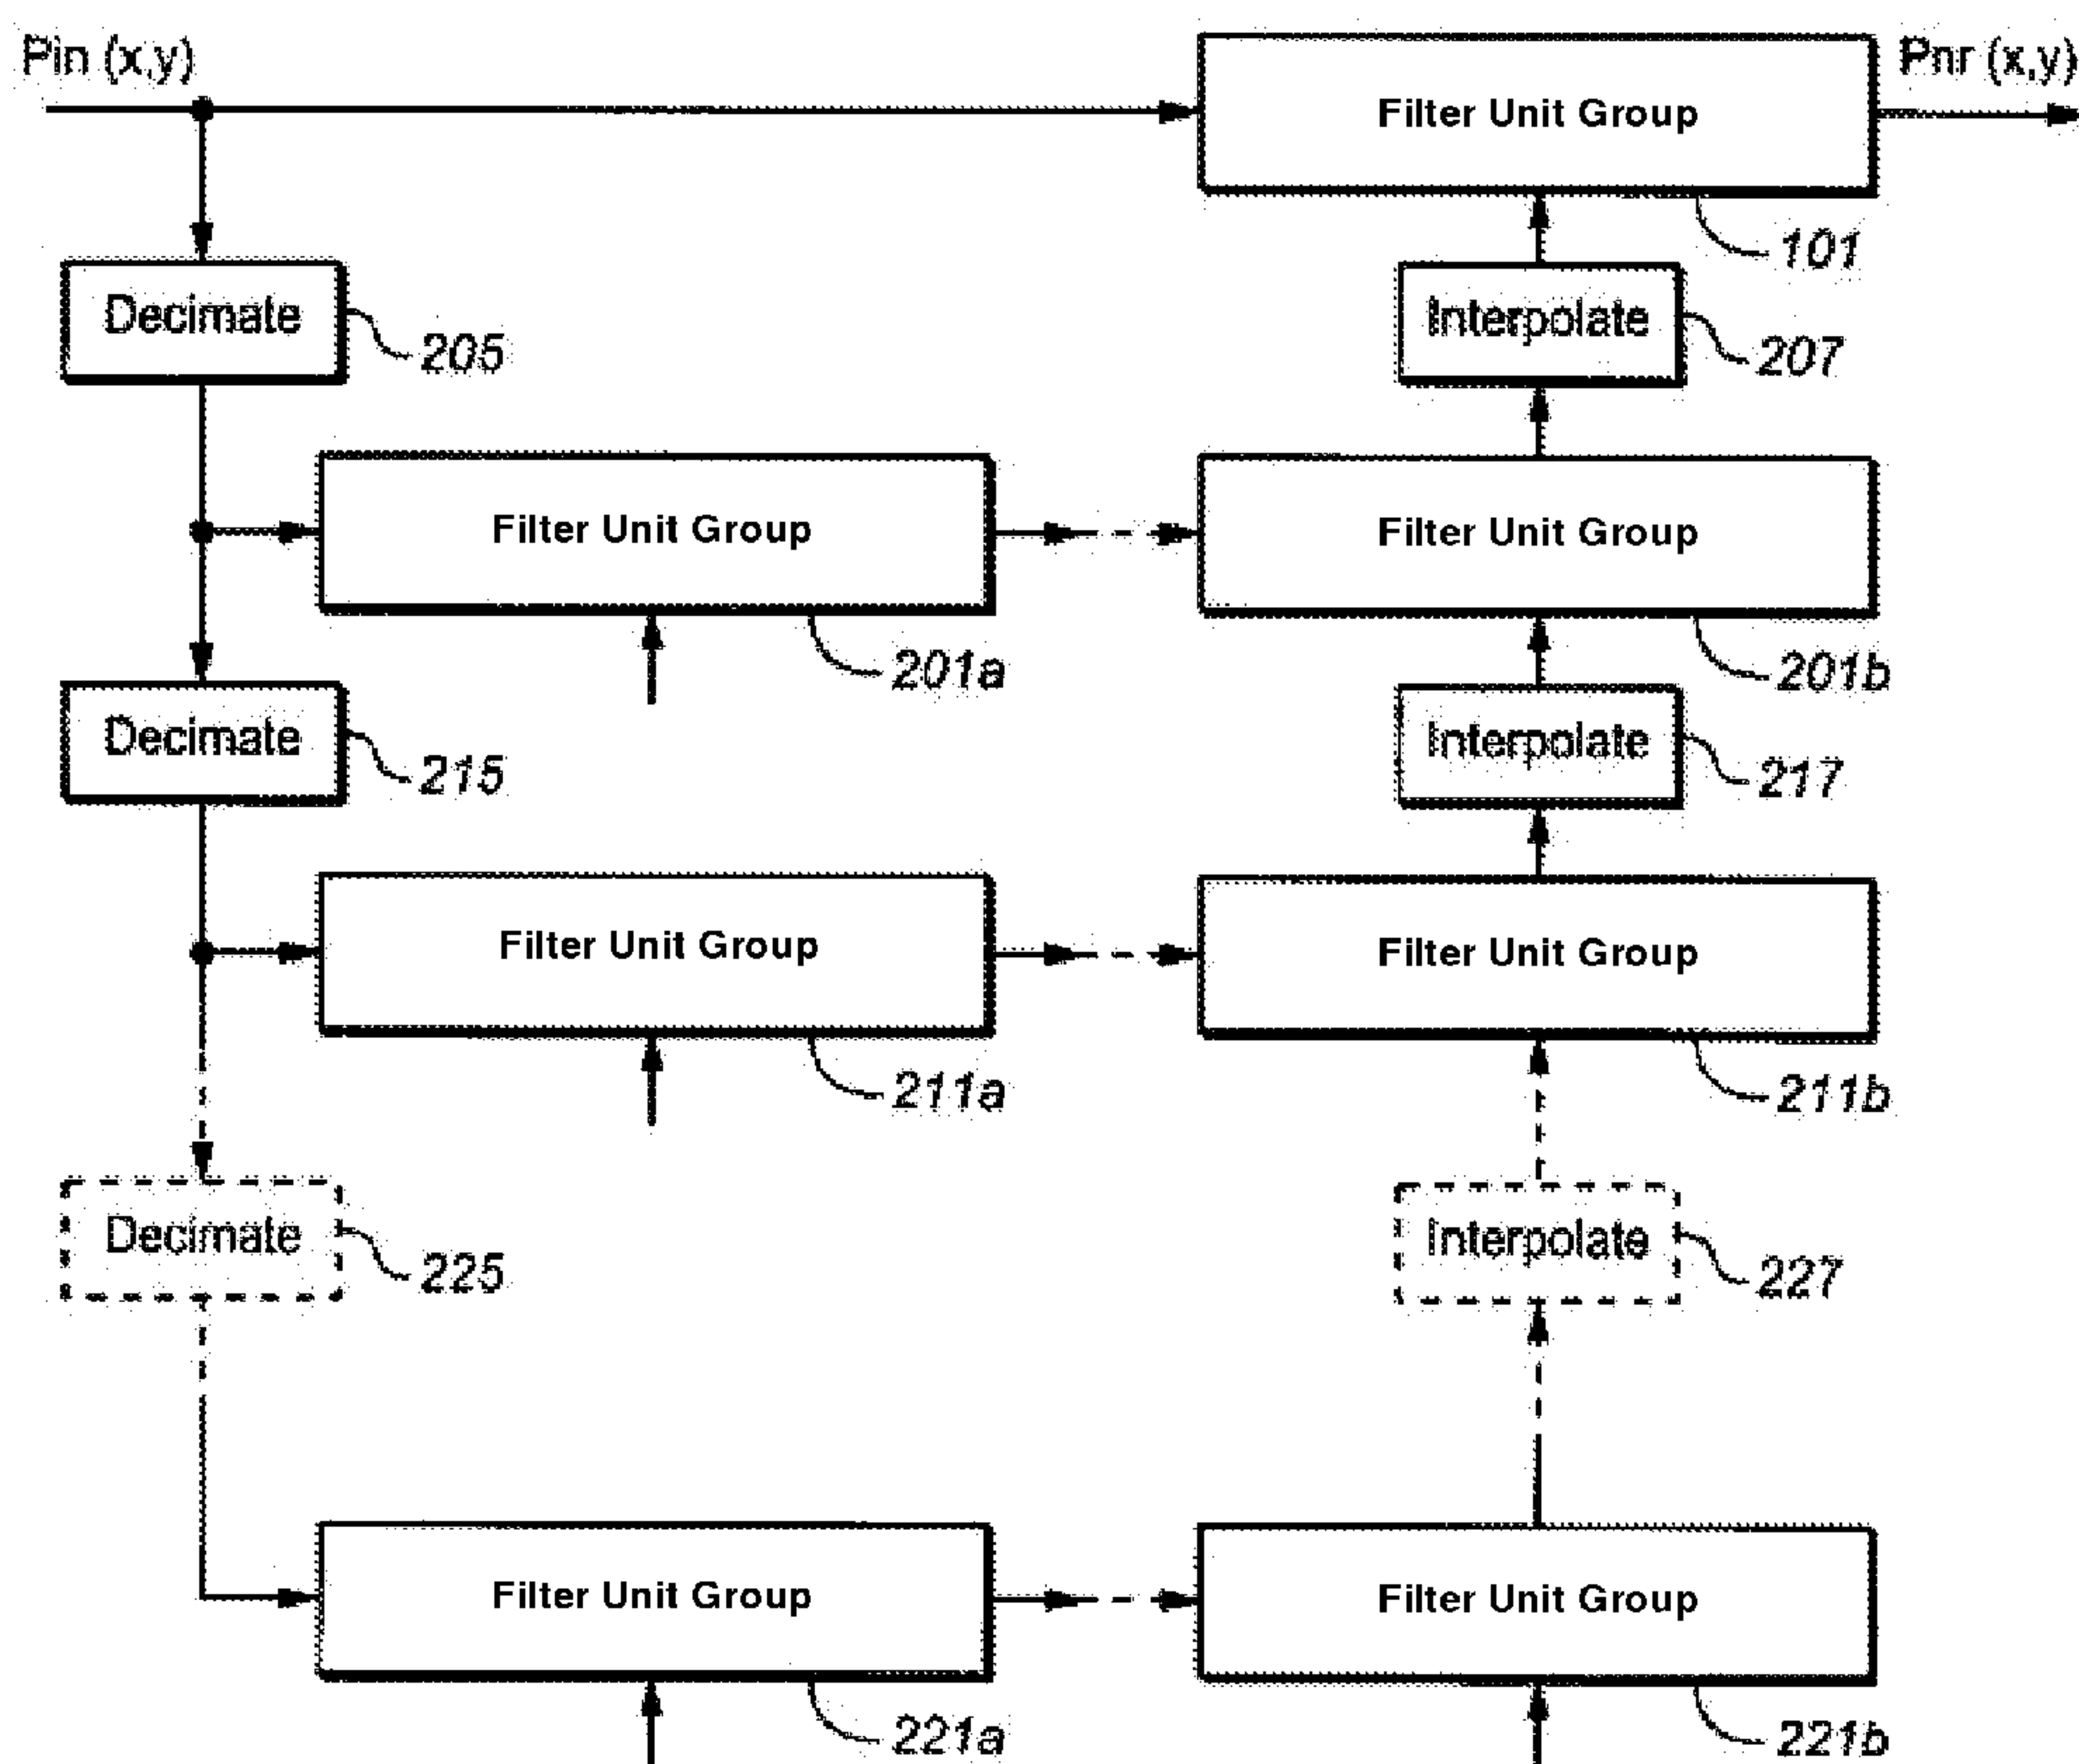 Pin (x,y)
Filter Unit Group
Pnr (x,y)
101
Decimate
205
Interpolate
207
Filter Unit Group
Filter Unit Group
201a
201b
Decimate
215
Interpolate
217
Filter Unit Group
Filter Unit Group
211a
211b
Decimate
225
Interpolate
227
Filter Unit Group
Filter Unit Group
221a
221b